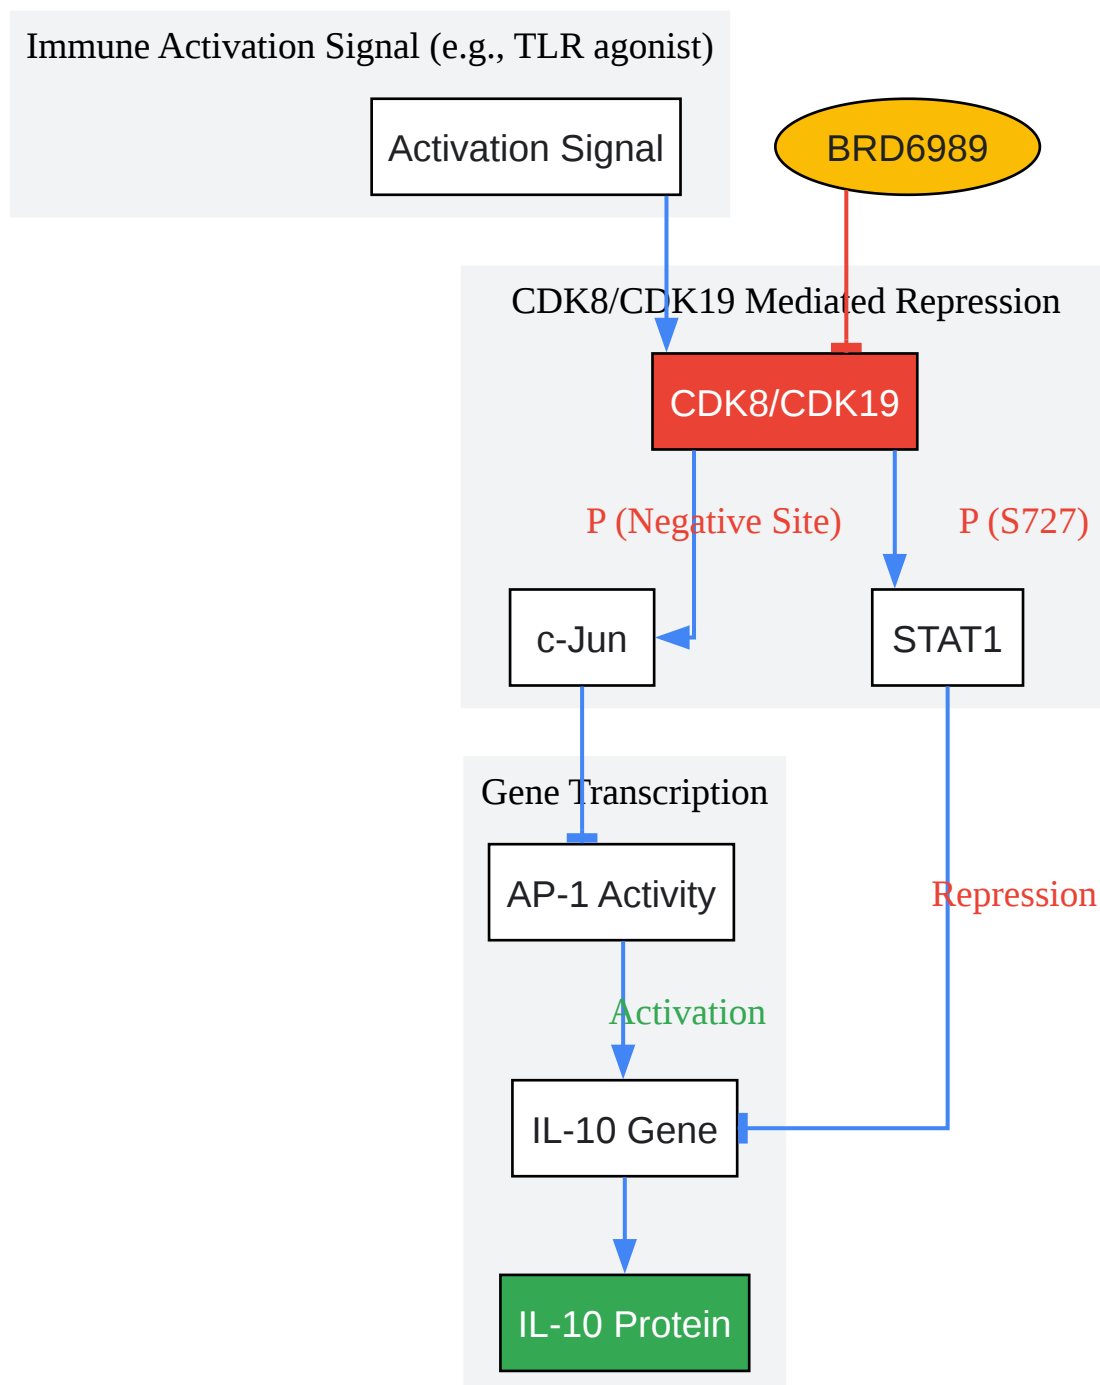 Immune Activation Signal (e.g., TLR agonist)
Activation Signal
BRD6989
CDK8/CDK19 Mediated Repression
CDK8/CDK19
P (Negative Site)
P (S727)
c-Jun
STAT1
Gene Transcription
AP-1 Activity
Repression
Activation
IL-10 Gene
IL-10 Protein